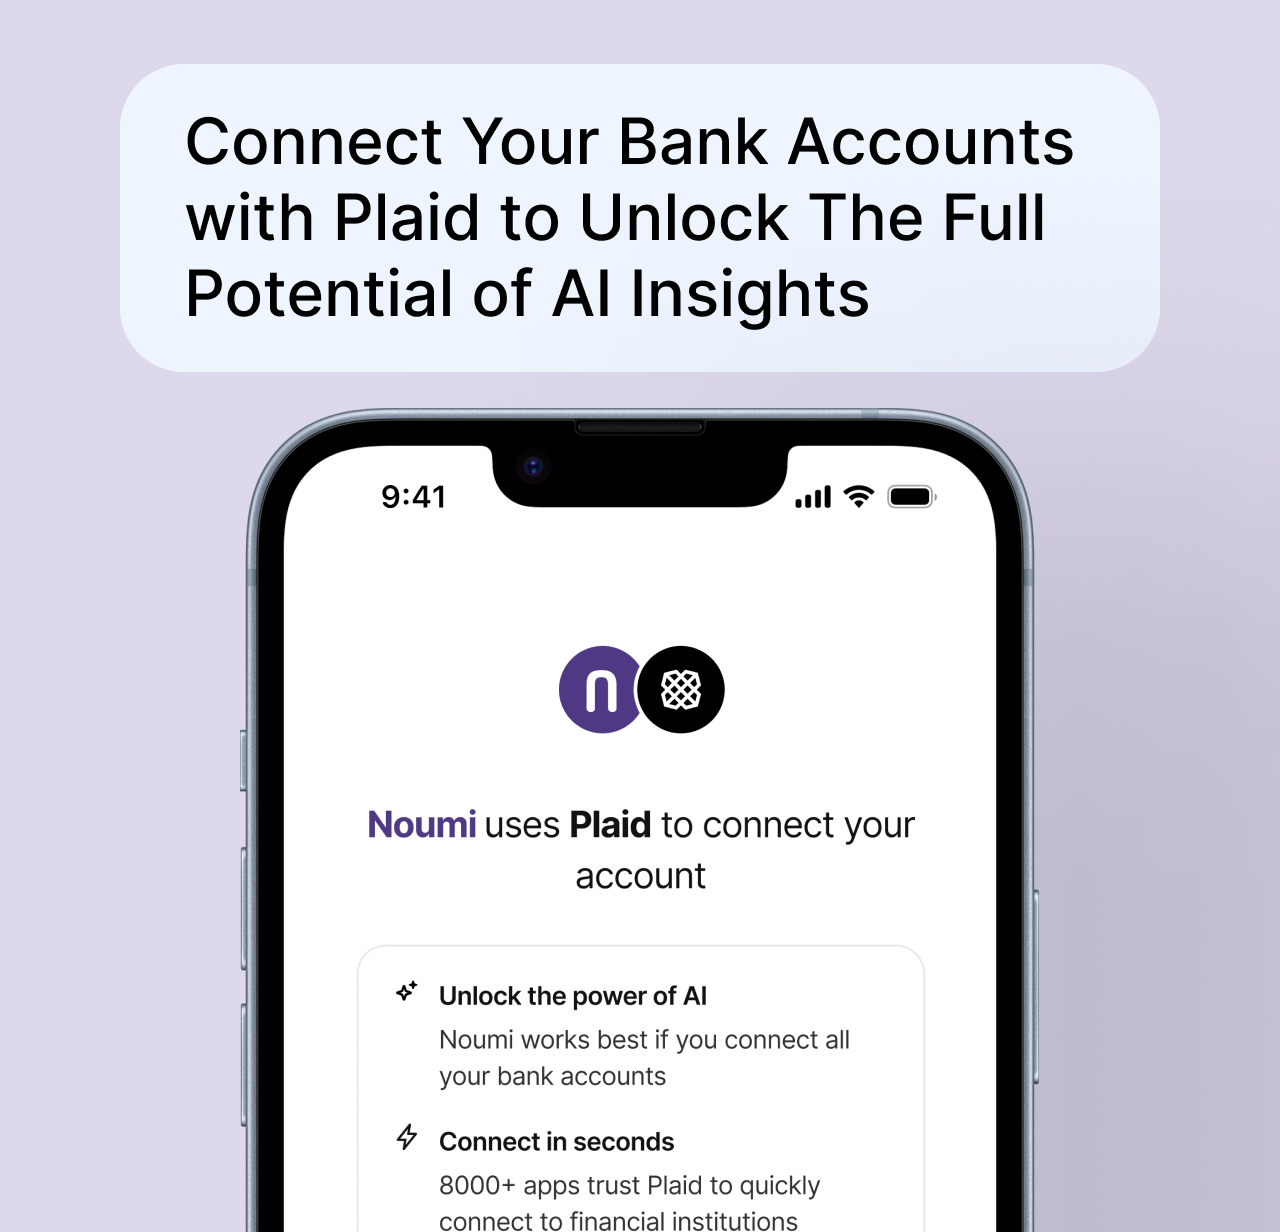 Connect Your Bank Accounts
with Plaid to Unlock The Full
Potential of AI Insights
9:41
n
Noumi uses Plaid to connect your
account
Unlock the power of AI
Noumi works best if you connect all
your bank accounts
Connect in seconds
8000+ apps trust Plaid to quickly
connect to financial institutions